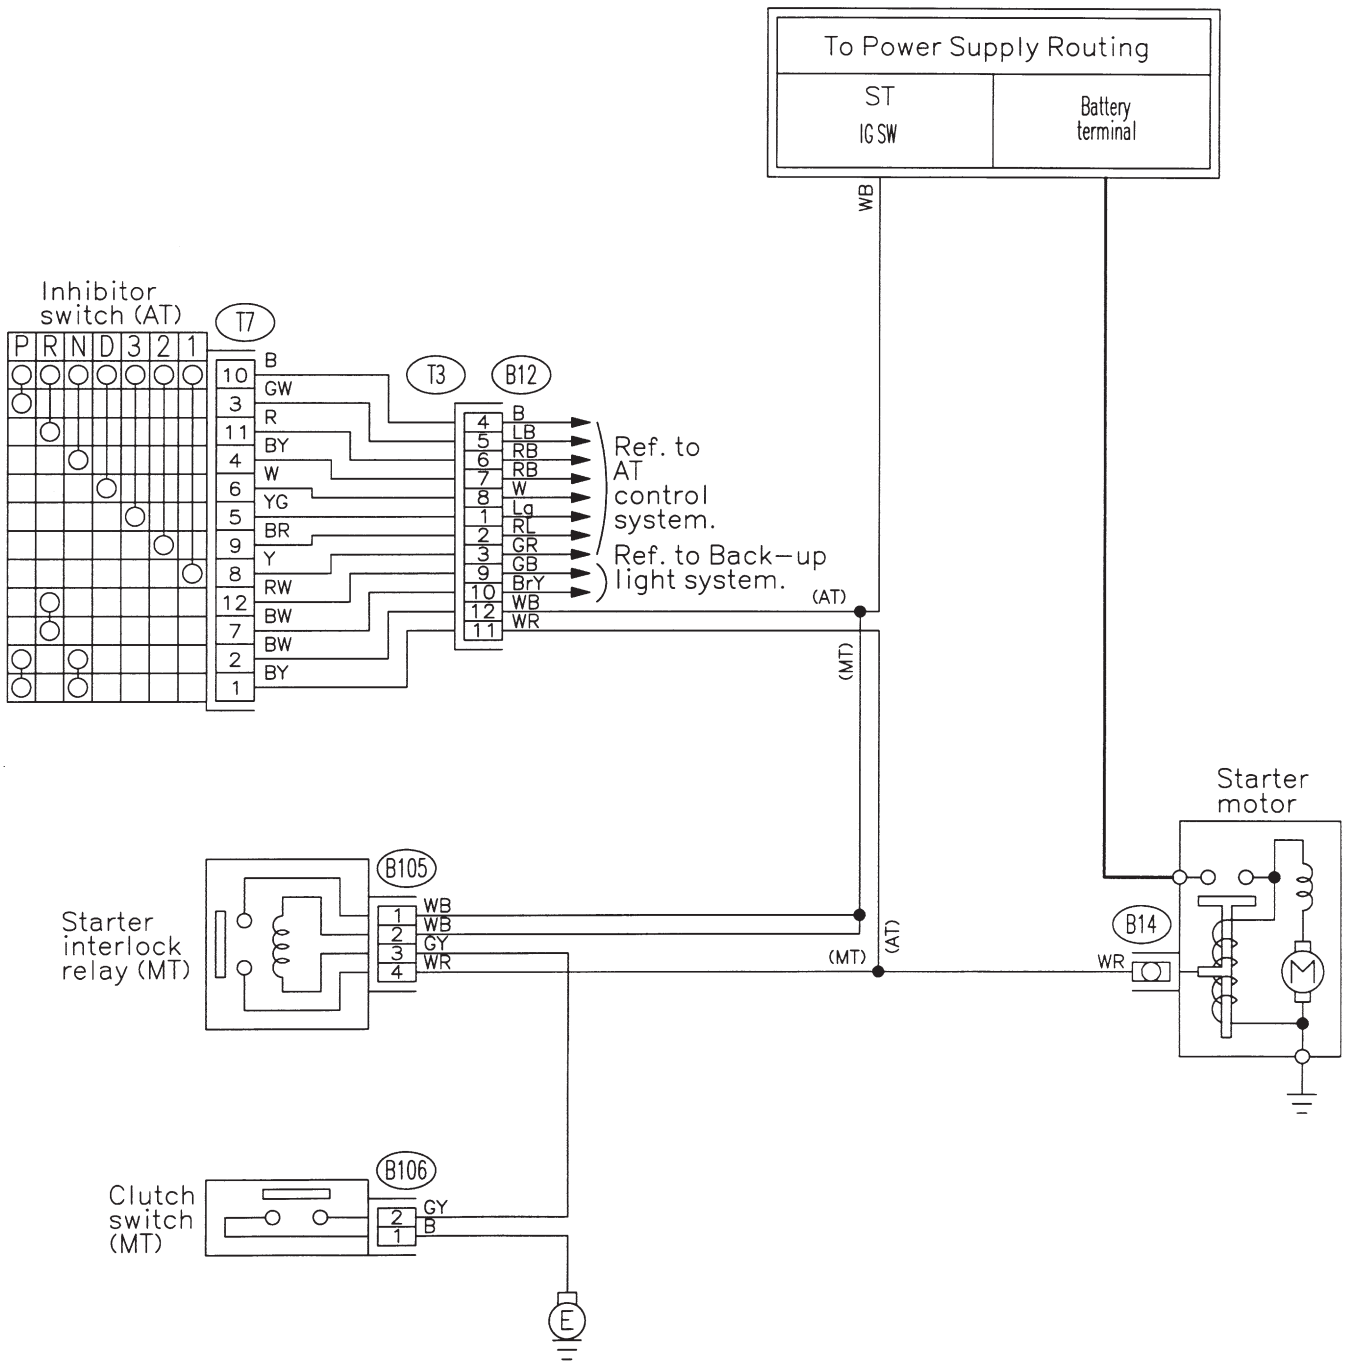 To Power Supply Routing
ST
IG SW
Battery
terminal
WB
Inhibitor
switch (AT)
T7
P R N D 3 2 1
10 B
3 GW
11 R
4 BY
6 W
5 YG
9 BR
8 Y
12 RW
7 BW
2 BW
1 BY
T3
B12
4 B
5 LB
6 RB
7 RB
8 W
1 Lg
2 RL
3 GR
9 GB
10 BrY
12 WB
11 WR
Ref. to
AT
control
system.
Ref. to Back-up
light system.
(AT)
(MT)
Starter
motor
B14
WR
M
Starter
interlock
relay (MT)
B105
1 WB
2 WB
3 GY
4 WR
(MT)
(AT)
Clutch
switch
(MT)
B106
2 GY
1 B
E